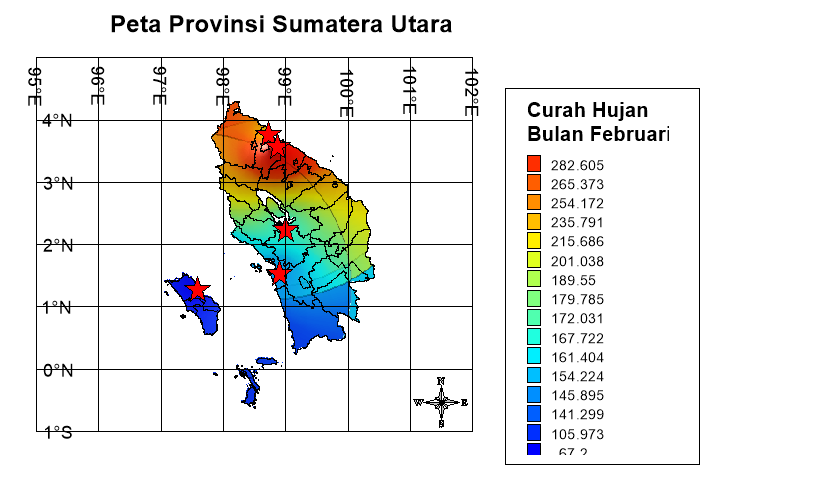 Peta Provinsi Sumatera Utara
95°E
96°E
97°E
98°E
99°E
100°E
101°E
102°E
4°N
3°N
2°N
1°N
0°N
1°S
N
W E
S
Curah Hujan
Bulan Februari
282.605
265.373
254.172
235.791
215.686
201.038
189.55
179.785
172.031
167.722
161.404
154.224
145.895
141.299
105.973
67.2